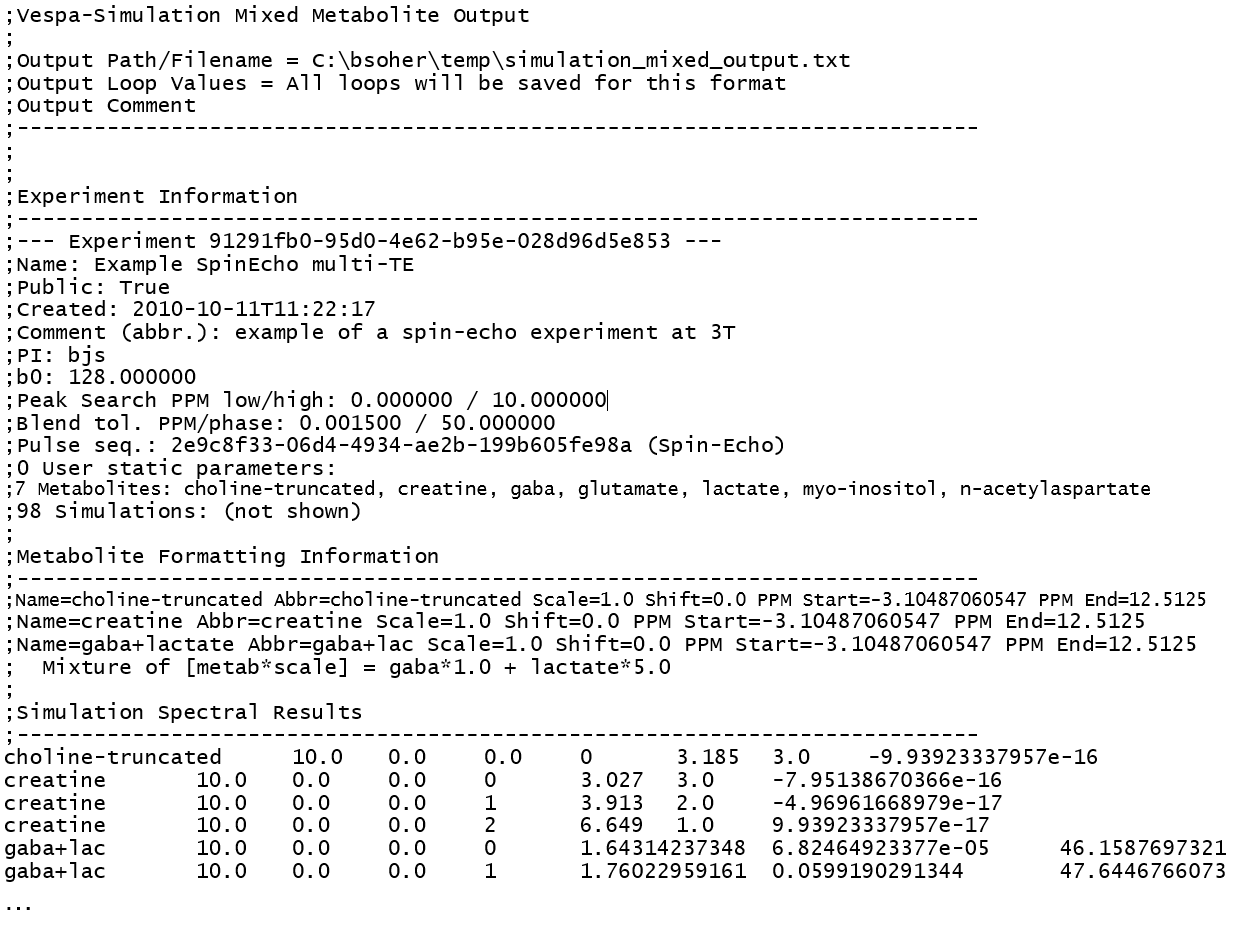 ;Vespa-Simulation Mixed Metabolite Output
;
;Output Path/Filename = C:\bsoher\temp\simulation_mixed_output.txt
;Output Loop Values = All loops will be saved for this format
;Output Comment
;---------------------------------------------------------------------------
;
;
;Experiment Information
;---------------------------------------------------------------------------
;--- Experiment 91291fb0-95d0-4e62-b95e-028d96d5e853 ---
;Name: Example SpinEcho multi-TE
;Public: True
;Created: 2010-10-11T11:22:17
;Comment (abbr.): example of a spin-echo experiment at 3T
;PI: bjs
;b0: 128.000000
;Peak Search PPM low/high: 0.000000 / 10.000000
;Blend tol. PPM/phase: 0.001500 / 50.000000
;Pulse seq.: 2e9c8f33-06d4-4934-ae2b-199b605fe98a (Spin-Echo)
;0 User static parameters:
;7 Metabolites: choline-truncated, creatine, gaba, glutamate, lactate, myo-inositol, n-acetylaspartate
;98 Simulations: (not shown)
;
;Metabolite Formatting Information
;---------------------------------------------------------------------------
;Name=choline-truncated Abbr=choline-truncated Scale=1.0 Shift=0.0 PPM Start=-3.10487060547 PPM End=12.5125
;Name=creatine Abbr=creatine Scale=1.0 Shift=0.0 PPM Start=-3.10487060547 PPM End=12.5125
;Name=gaba+lactate Abbr=gaba+lac Scale=1.0 Shift=0.0 PPM Start=-3.10487060547 PPM End=12.5125
;  Mixture of [metab*scale] = gaba*1.0 + lactate*5.0
;
;Simulation Spectral Results
;---------------------------------------------------------------------------
choline-truncated 10.0 0.0 0.0 0 3.185 3.0 -9.93923337957e-16
creatine 10.0 0.0 0.0 0 3.027 3.0 -7.95138670366e-16
creatine 10.0 0.0 0.0 1 3.913 2.0 -4.96961668979e-17
creatine 10.0 0.0 0.0 2 6.649 1.0 9.93923337957e-17
gaba+lac 10.0 0.0 0.0 0 1.64314237348 6.82464923377e-05 46.1587697321
gaba+lac 10.0 0.0 0.0 1 1.76022959161 0.0599190291344 47.6446766073
...